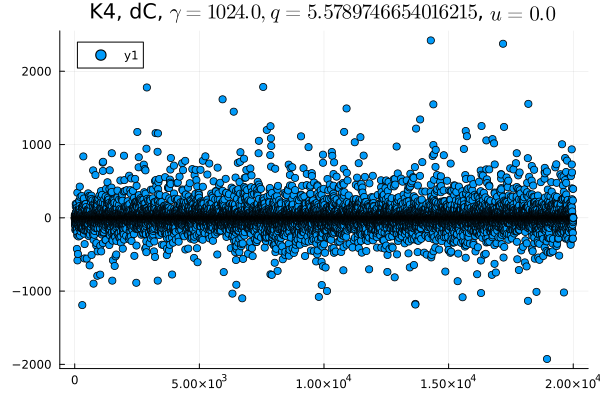 K4, dC, γ = 1024.0, q = 5.5789746654016215, u = 0.0
y1
2000
1000
0
−1000
−2000
0 5.00×10³ 1.00×10⁴ 1.50×10⁴ 2.00×10⁴